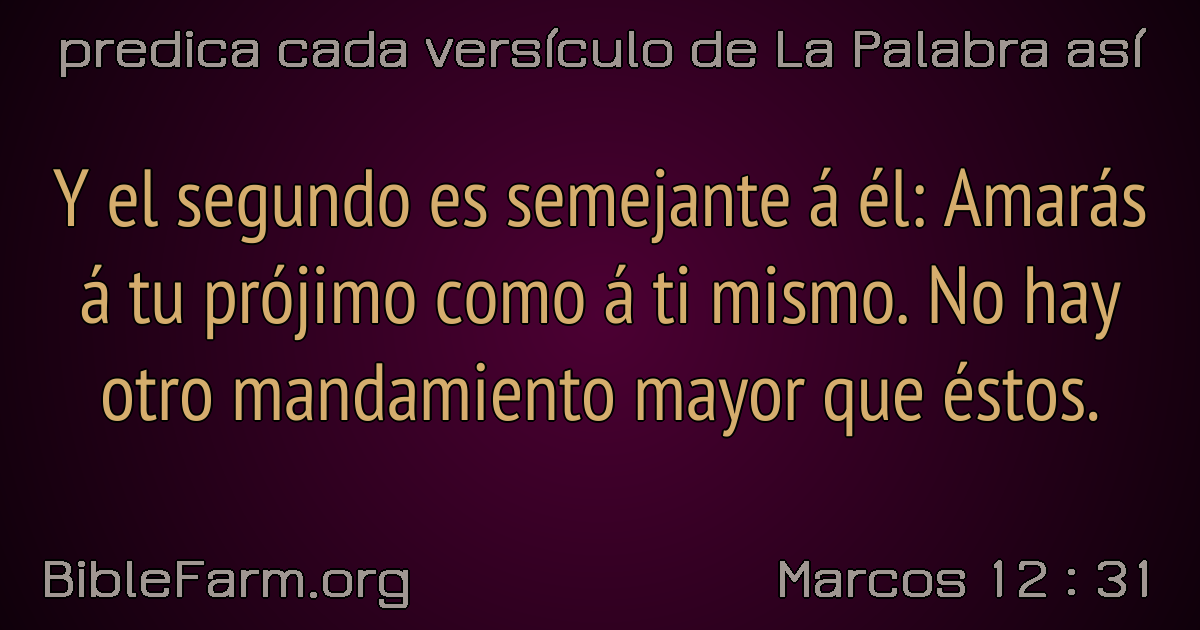 predica cada versículo de La Palabra así
Y el segundo es semejante á él: Amarás
á tu prójimo como á ti mismo. No hay
otro mandamiento mayor que éstos.
BibleFarm.org
Marcos 12 : 31